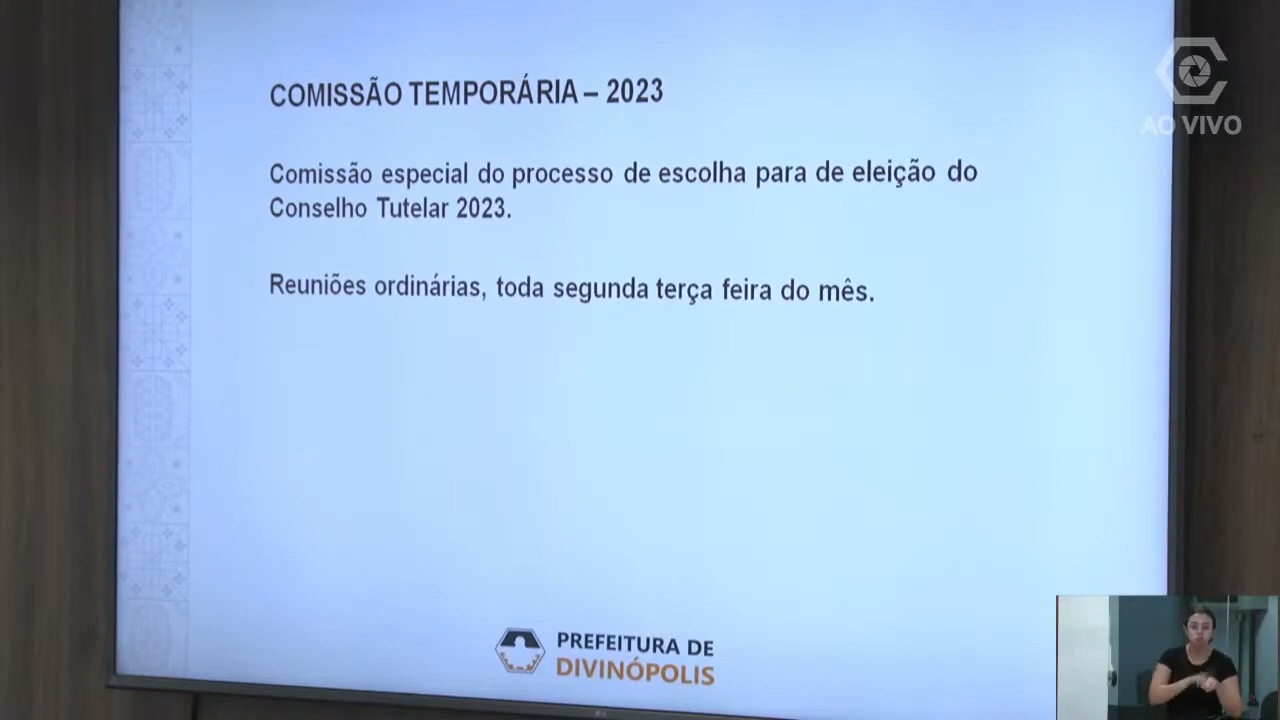 COMISSÃO TEMPORÁRIA – 2023
AO VIVO
Comissão especial do processo de escolha para de eleição do
Conselho Tutelar 2023.
Reuniões ordinárias, toda segunda terça feira do mês.
PREFEITURA DE
DIVINÓPOLIS